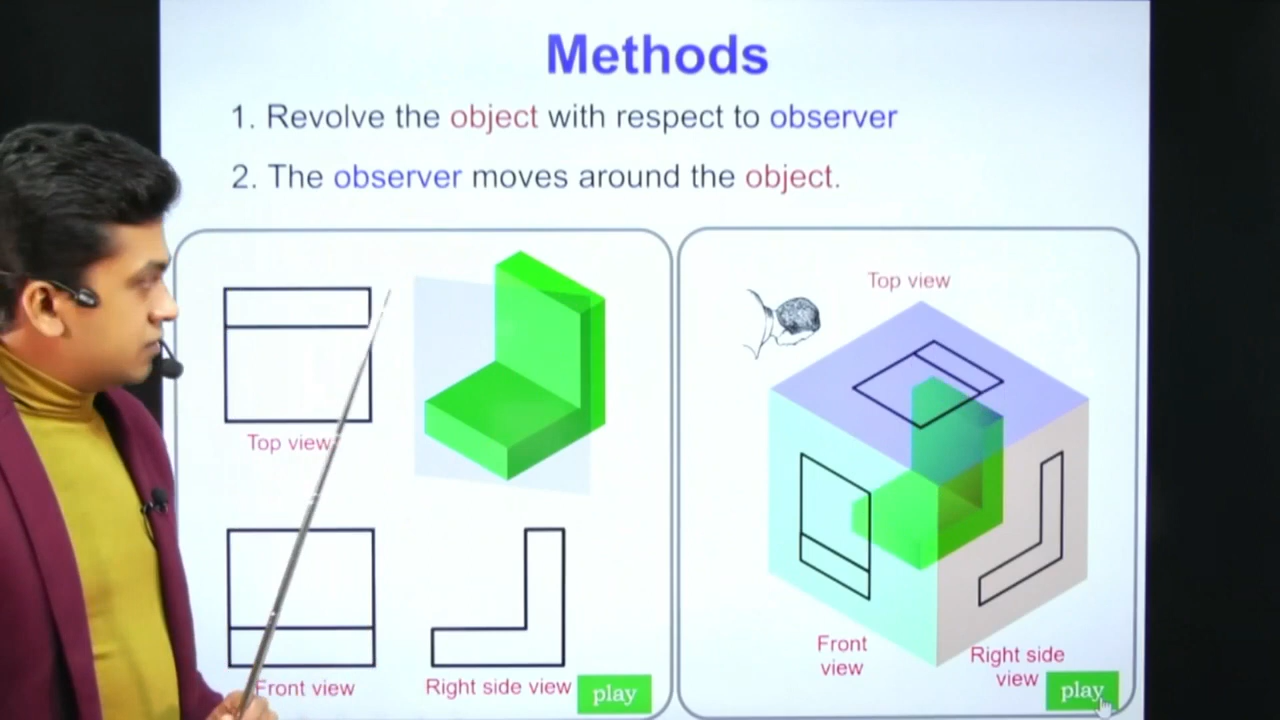 Methods
1. Revolve the object with respect to observer
2. The observer moves around the object.
Top view
Front view
Right side view
play
Top view
Front
view
Right side
view
play